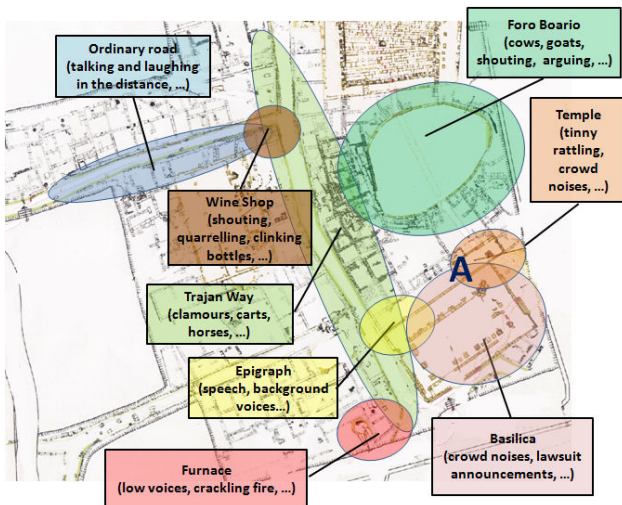 Ordinary road
(talking and laughing
in the distance, …)
Foro Boario
(cows, goats,
shouting, arguing, …)
Temple
(tinny
rattling,
crowd
noises, …)
Wine Shop
(shouting,
quarrelling, clinking
bottles, …)
A
Trajan Way
(clamours, carts,
horses, …)
Epigraph
(speech, background
voices…)
Basilica
(crowd noises, lawsuit
announcements, …)
Furnace
(low voices, crackling fire, …)